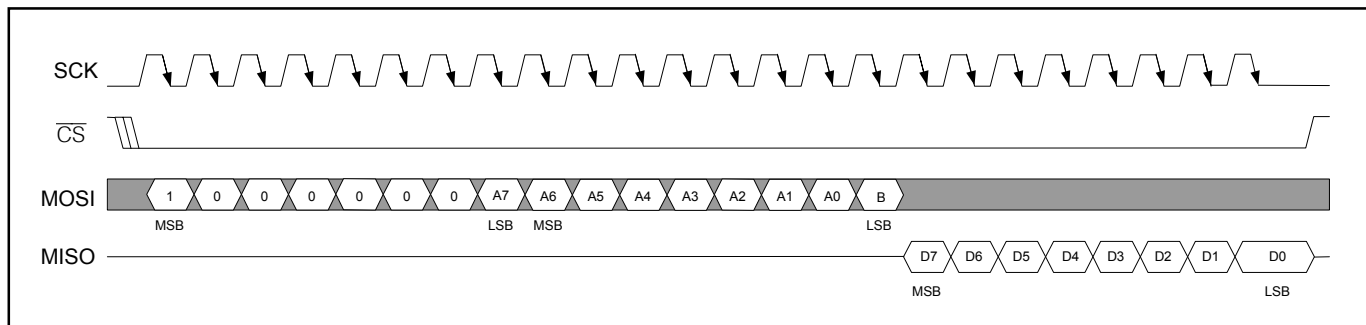 SCK
CS
MOSI 1 0 0 0 0 0 0 A7 A6 A5 A4 A3 A2 A1 A0 B
MSB LSB MSB LSB
MISO D7 D6 D5 D4 D3 D2 D1 D0
MSB LSB